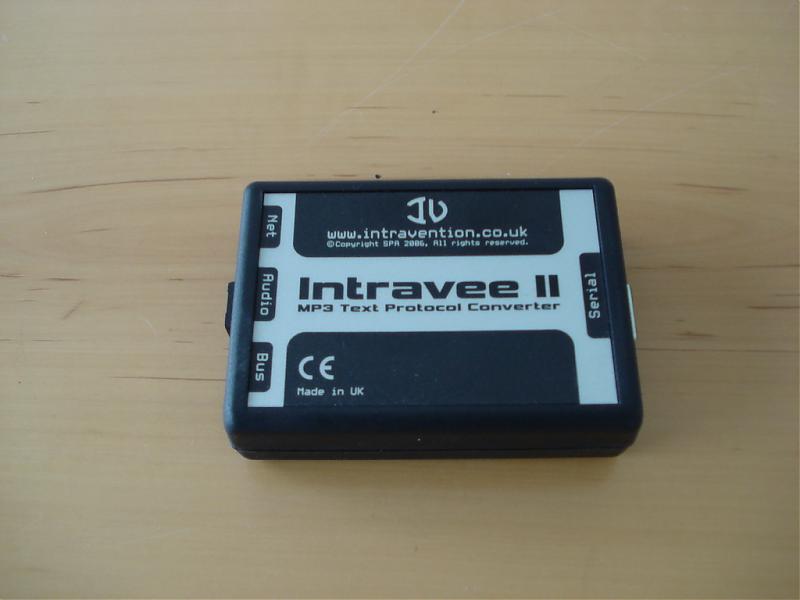 IV
www.intravention.co.uk
©Copyright SPA 2006, All rights reserved.
Net
Audio
Bus
Intravee II
MP3 Text Protocol Converter
Serial
CE
Made in UK